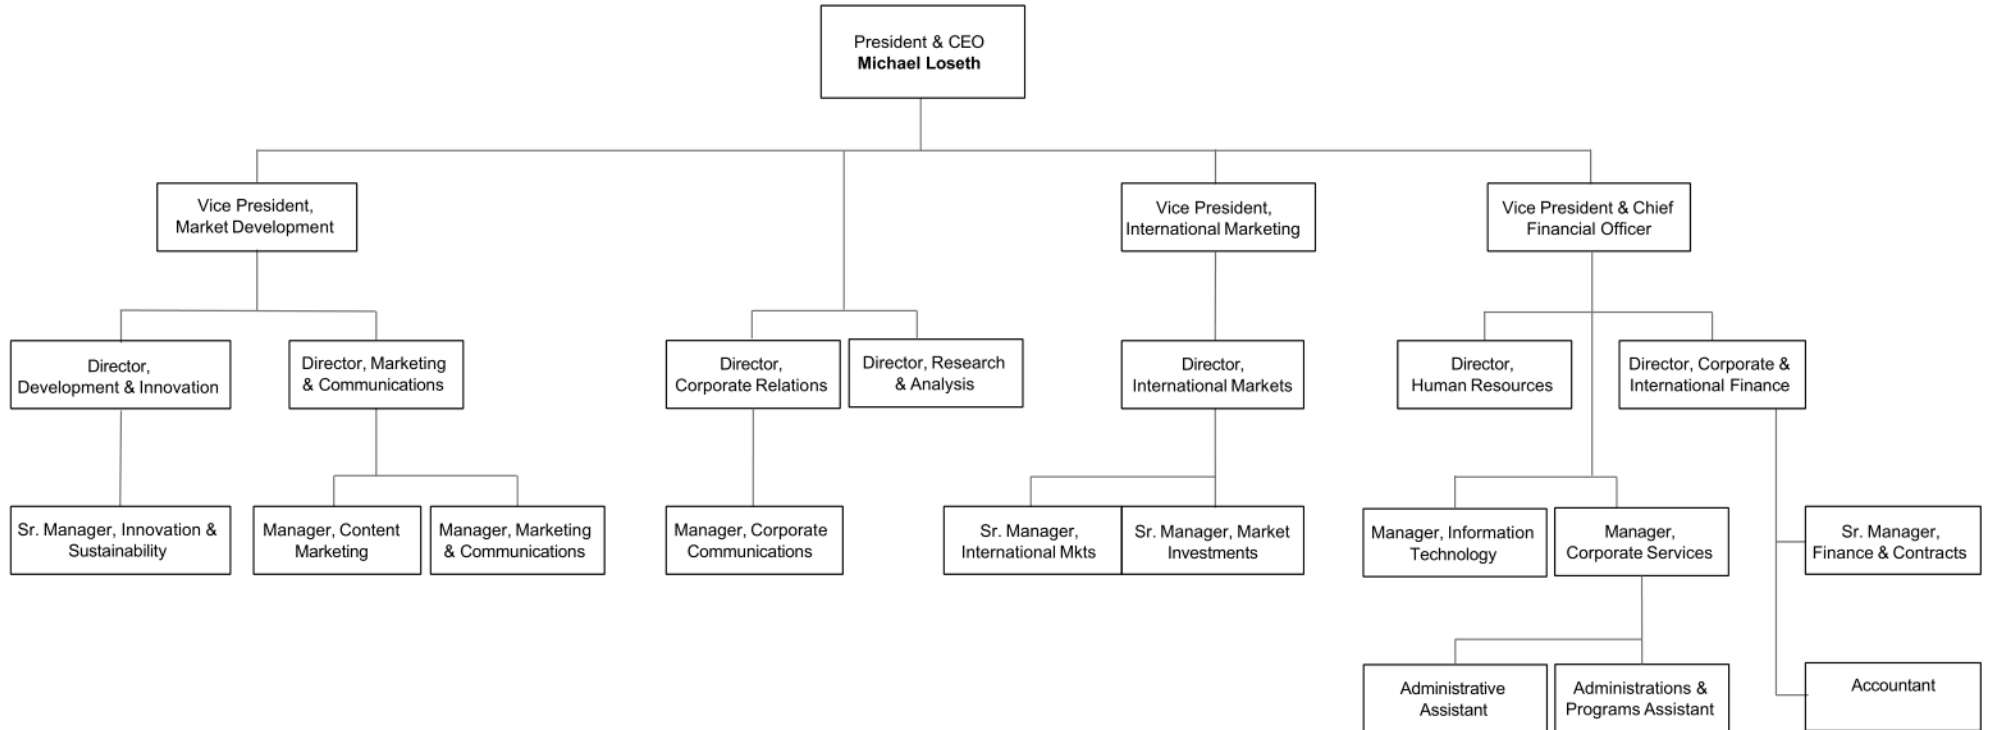 President & CEO
Michael Loseth
Vice President,
Market Development
Vice President,
International Marketing
Vice President & Chief
Financial Officer
Director,
Development & Innovation
Director, Marketing
& Communications
Director,
Corporate Relations
Director, Research
& Analysis
Director,
International Markets
Director,
Human Resources
Director, Corporate &
International Finance
Sr. Manager, Innovation &
Sustainability
Manager, Content
Marketing
Manager, Marketing
& Communications
Manager, Corporate
Communications
Sr. Manager,
International Mkts
Sr. Manager, Market
Investments
Manager, Information
Technology
Manager,
Corporate Services
Sr. Manager,
Finance & Contracts
Administrative
Assistant
Administrations &
Programs Assistant
Accountant